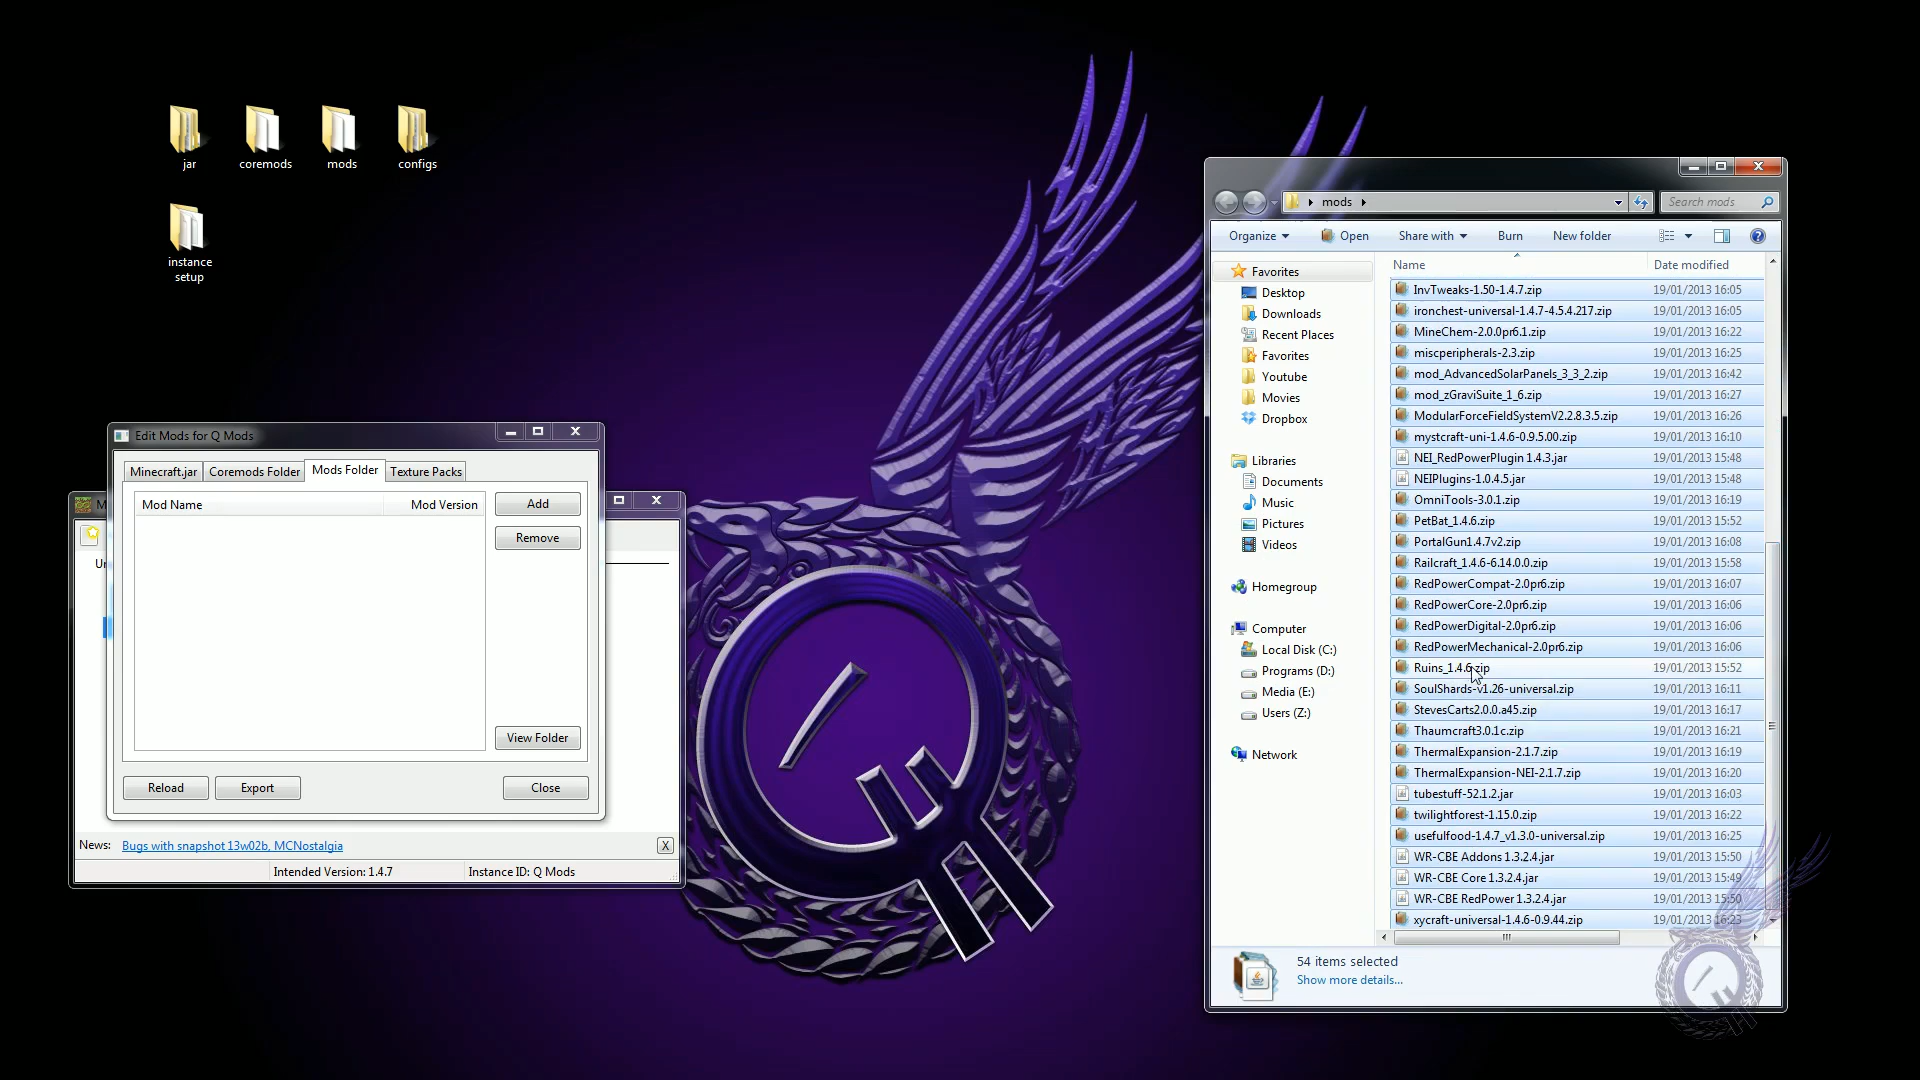 jar
coremods
mods
configs
instance
setup
Edit Mods for Q Mods
Minecraft.jar
Coremods Folder
Mods Folder
Texture Packs
Mod Name
Mod Version
Add
Remove
View Folder
Reload
Export
Close
News:
Bugs with snapshot 13w02b, MCNostalgia
X
Intended Version: 1.4.7
Instance ID: Q Mods
mods
Search mods
Organize
Open
Share with
Burn
New folder
Favorites
Desktop
Downloads
Recent Places
Favorites
Youtube
Movies
Dropbox
Libraries
Documents
Music
Pictures
Videos
Homegroup
Computer
Local Disk (C:)
Programs (D:)
Media (E:)
Users (Z:)
Network
Name Date modified
InvTweaks-1.50-1.4.7.zip 19/01/2013 16:05
ironchest-universal-1.4.7-4.5.4.217.zip 19/01/2013 16:05
MineChem-2.0.0pr6.1.zip 19/01/2013 16:22
miscperipherals-2.3.zip 19/01/2013 16:25
mod_AdvancedSolarPanels_3_3_2.zip 19/01/2013 16:42
mod_zGraviSuite_1_6.zip 19/01/2013 16:27
ModularForceFieldSystemV2.2.8.3.5.zip 19/01/2013 16:26
mystcraft-uni-1.4.6-0.9.5.00.zip 19/01/2013 16:10
NEI_RedPowerPlugin 1.4.3.jar 19/01/2013 15:48
NEIPlugins-1.0.4.5.jar 19/01/2013 15:48
OmniTools-3.0.1.zip 19/01/2013 16:19
PetBat_1.4.6.zip 19/01/2013 15:52
PortalGun1.4.7v2.zip 19/01/2013 16:08
Railcraft_1.4.6-6.14.0.0.zip 19/01/2013 15:58
RedPowerCompat-2.0pr6.zip 19/01/2013 16:07
RedPowerCore-2.0pr6.zip 19/01/2013 16:06
RedPowerDigital-2.0pr6.zip 19/01/2013 16:06
RedPowerMechanical-2.0pr6.zip 19/01/2013 16:06
Ruins_1.4.6.zip 19/01/2013 15:52
SoulShards-v1.26-universal.zip 19/01/2013 16:11
StevesCarts2.0.0.a45.zip 19/01/2013 16:17
Thaumcraft3.0.1c.zip 19/01/2013 16:21
ThermalExpansion-2.1.7.zip 19/01/2013 16:19
ThermalExpansion-NEI-2.1.7.zip 19/01/2013 16:20
tubestuff-52.1.2.jar 19/01/2013 16:03
twilightforest-1.15.0.zip 19/01/2013 16:22
usefulfood-1.4.7_v1.3.0-universal.zip 19/01/2013 16:25
WR-CBE Addons 1.3.2.4.jar 19/01/2013 15:50
WR-CBE Core 1.3.2.4.jar 19/01/2013 15:49
WR-CBE RedPower 1.3.2.4.jar 19/01/2013 15:50
xycraft-universal-1.4.6-0.9.44.zip 19/01/2013 16:23
54 items selected
Show more details...